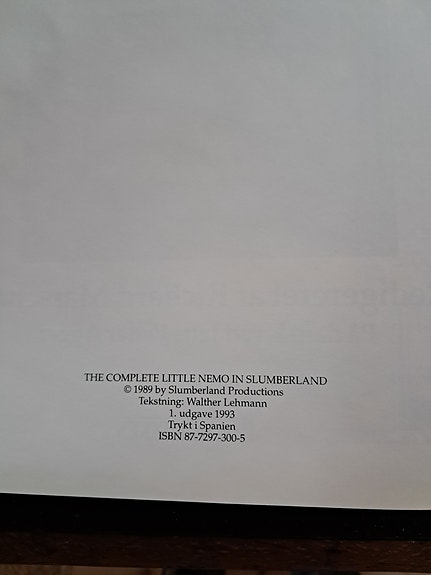 THE COMPLETE LITTLE NEMO IN SLUMBERLAND
© 1989 by Slumberland Productions
Tekstning: Walther Lehmann
1. udgave 1993
Trykt i Spanien
ISBN 87-7297-300-5